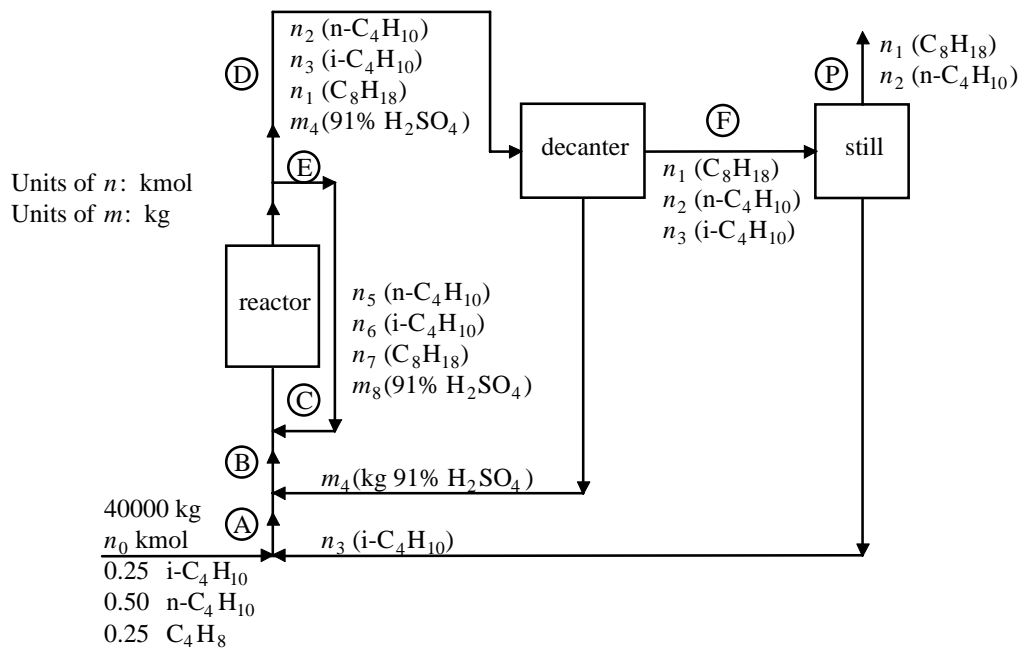 n₂ (n-C₄H₁₀)
n₃ (i-C₄H₁₀)
n₁ (C₈H₁₈)
m₄(91% H₂SO₄)
D
n₁ (C₈H₁₈)
n₂ (n-C₄H₁₀)
P
decanter
F
still
E
n₁ (C₈H₁₈)
n₂ (n-C₄H₁₀)
n₃ (i-C₄H₁₀)
Units of n: kmol
Units of m: kg
reactor
n₅ (n-C₄H₁₀)
n₆ (i-C₄H₁₀)
n₇ (C₈H₁₈)
m₈(91% H₂SO₄)
C
B
m₄(kg 91% H₂SO₄)
A
40000 kg
n₀ kmol
n₃ (i-C₄H₁₀)
0.25 i-C₄H₁₀
0.50 n-C₄H₁₀
0.25 C₄H₈